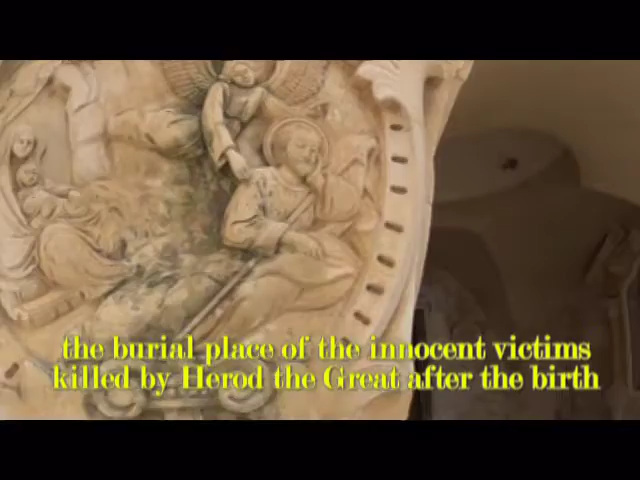 the burial place of the innocent victims
killed by Herod the Great after the birth